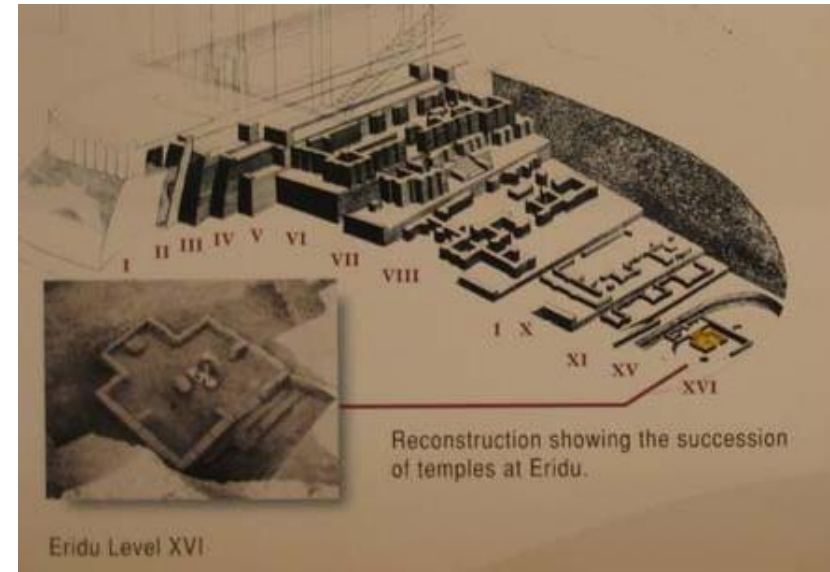 I
II
III
IV
V
VI
VII
VIII
I X
XI
XV
XVI
Reconstruction showing the succession
of temples at Eridu.
Eridu Level XVI